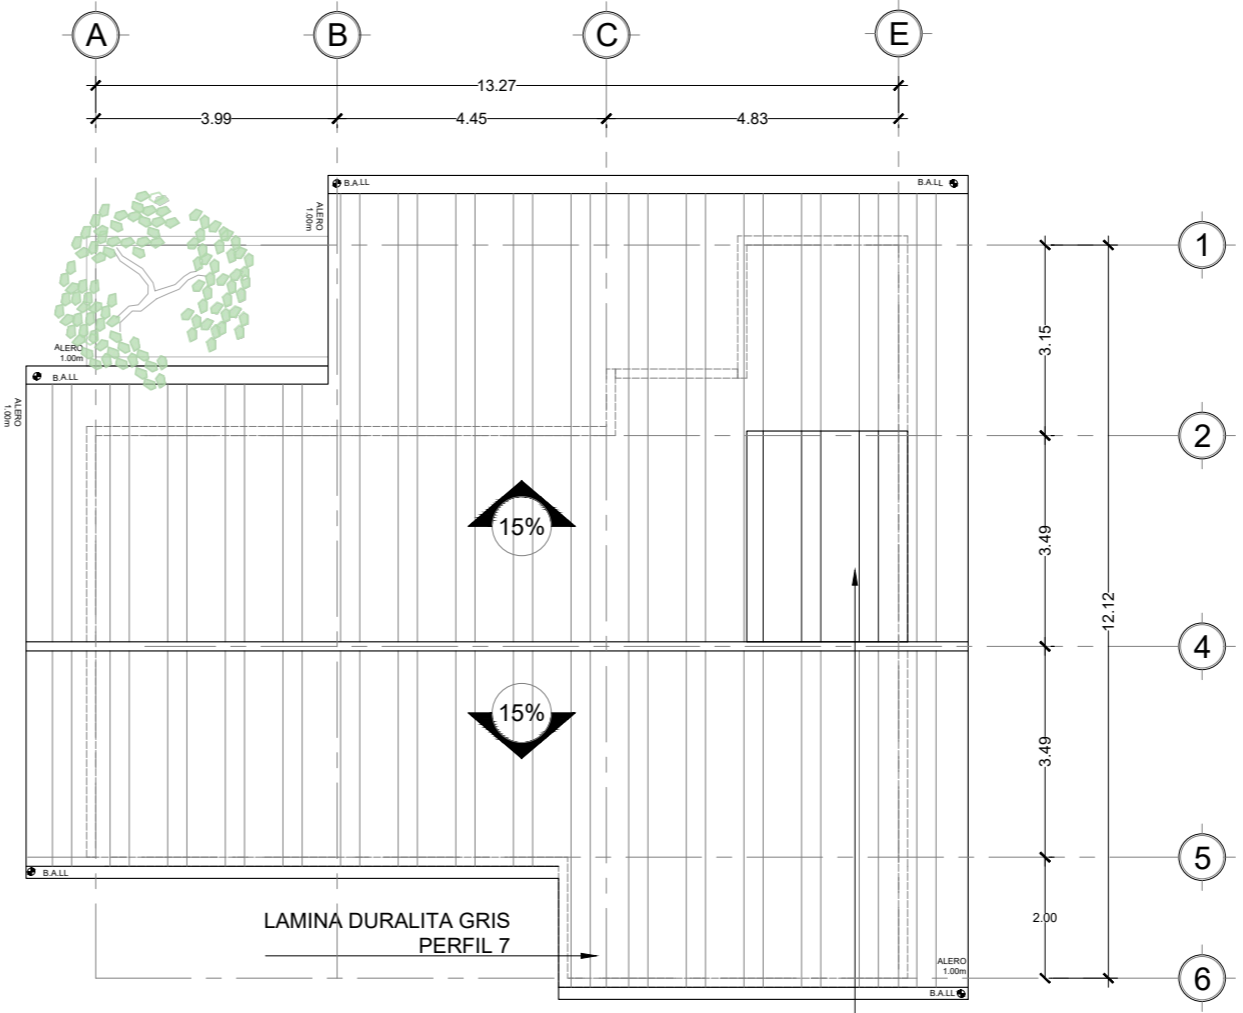 A B C E
13.27
3.99 4.45 4.83
B.A.LL B.A.LL
ALERO
1.00m
1
3.15
ALERO
1.00m
B.A.LL
ALERO
1.00m
2
15%
3.49
12.12
4
15%
3.49
5
B.A.LL
2.00
LAMINA DURALITA GRIS
PERFIL 7
ALERO
1.00m
6
B.A.LL